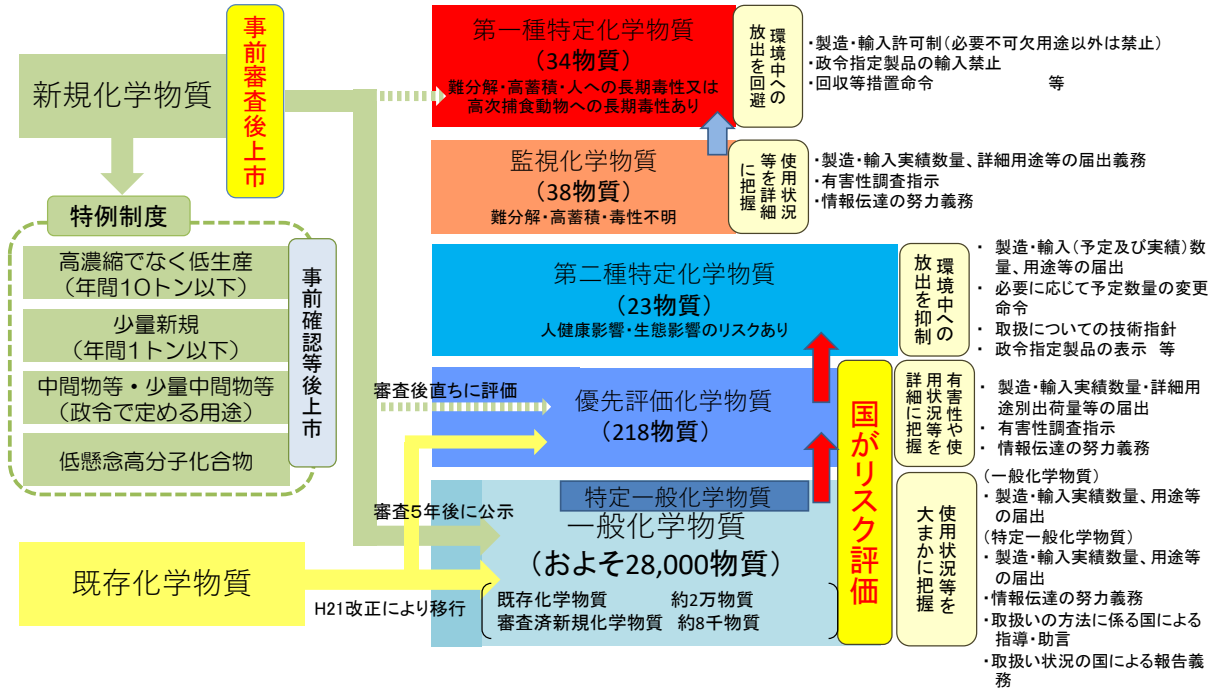 新規化学物質
事前審査後上市
特例制度
高濃縮でなく低生産
(年間10トン以下)
少量新規
(年間1トン以下)
中間物等・少量中間物等
(政令で定める用途)
低懸念高分子化合物
事前確認等後上市
既存化学物質
審査後直ちに評価
審査5年後に公示
H21改正により移行
第一種特定化学物質
(34物質)
難分解・高蓄積・人への長期毒性又は
高次捕食動物への長期毒性あり
環境中への
放出を回避
・製造・輸入許可制(必要不可欠用途以外は禁止)
・政令指定製品の輸入禁止
・回収等措置命令 等
監視化学物質
(38物質)
難分解・高蓄積・毒性不明
使用状況
等を詳細
に把握
・製造・輸入実績数量、詳細用途等の届出義務
・有害性調査指示
・情報伝達の努力義務
第二種特定化学物質
(23物質)
人健康影響・生態影響のリスクあり
環境中への
放出を抑制
・ 製造・輸入(予定及び実績)数
量、用途等の届出
・ 必要に応じて予定数量の変更
命令
・ 取扱についての技術指針
・ 政令指定製品の表示 等
優先評価化学物質
(218物質)
有害性や使
用状況等を
詳細に把握
・ 製造・輸入実績数量・詳細用
途別出荷量等の届出
・ 有害性調査指示
・ 情報伝達の努力義務
国がリスク評価
特定一般化学物質
一般化学物質
(およそ28,000物質)
既存化学物質 約2万物質
審査済新規化学物質 約8千物質
使用状況等を
大まかに把握
(一般化学物質)
・ 製造・輸入実績数量、用途等
の届出
(特定一般化学物質)
・ 製造・輸入実績数量、用途等
の届出
・情報伝達の努力義務
・取扱いの方法に係る国による
指導・助言
・取扱い状況の国による報告義
務